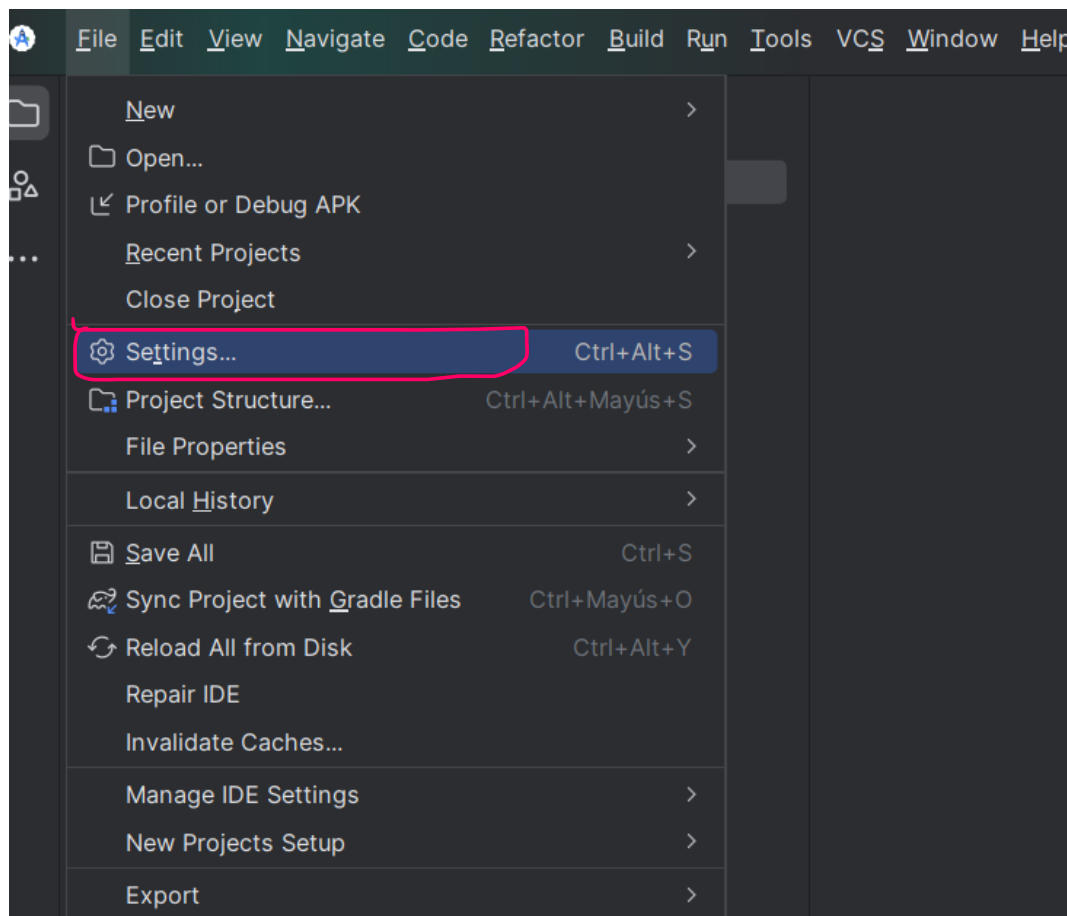 File Edit View Navigate Code Refactor Build Run Tools VCS Window Help
New
Open...
Profile or Debug APK
Recent Projects
Close Project
Settings... Ctrl+Alt+S
Project Structure... Ctrl+Alt+Mayús+S
File Properties
Local History
Save All Ctrl+S
Sync Project with Gradle Files Ctrl+Mayús+O
Reload All from Disk Ctrl+Alt+Y
Repair IDE
Invalidate Caches...
Manage IDE Settings
New Projects Setup
Export